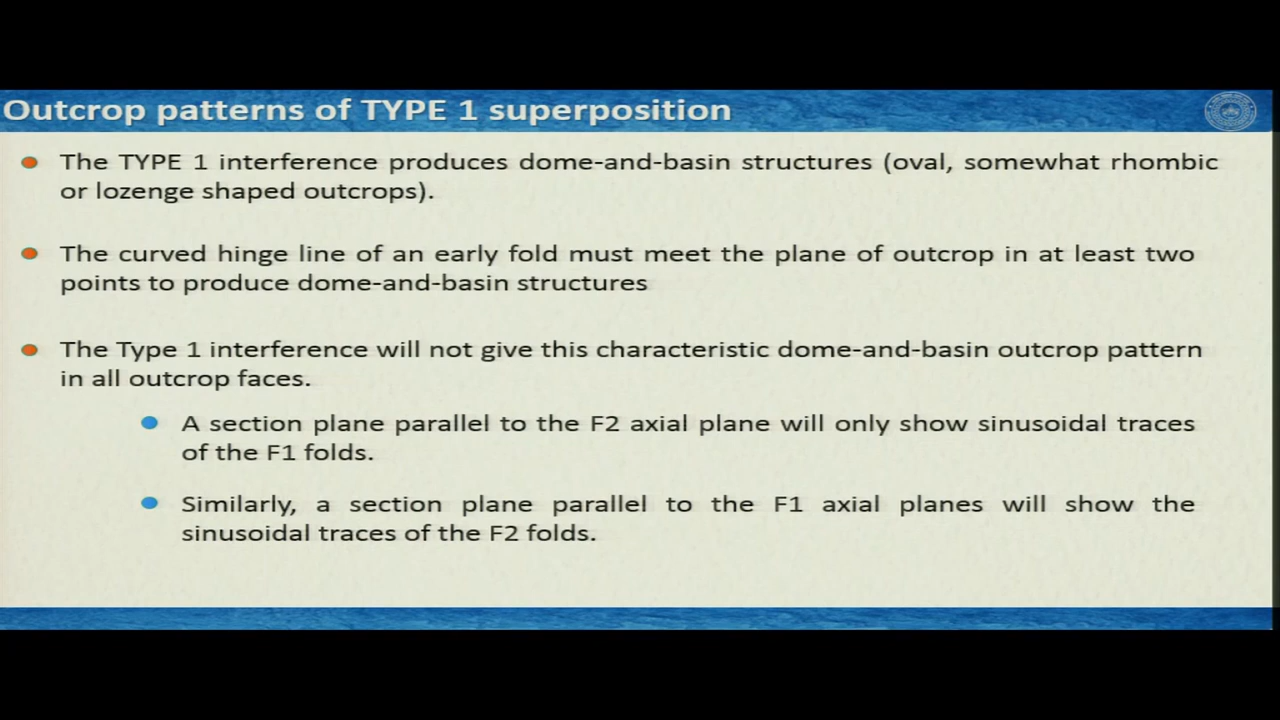 Outcrop patterns of TYPE 1 superposition
The TYPE 1 interference produces dome-and-basin structures (oval, somewhat rhombic
or lozenge shaped outcrops).
The curved hinge line of an early fold must meet the plane of outcrop in at least two
points to produce dome-and-basin structures
The Type 1 interference will not give this characteristic dome-and-basin outcrop pattern
in all outcrop faces.
A section plane parallel to the F2 axial plane will only show sinusoidal traces
of the F1 folds.
Similarly, a section plane parallel to the F1 axial planes will show the
sinusoidal traces of the F2 folds.